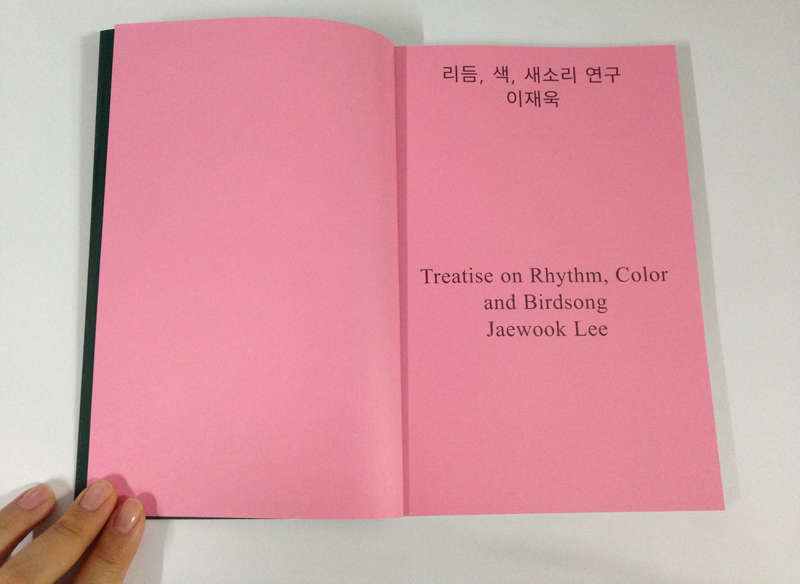 리듬, 색, 새소리 연구
이재욱
Treatise on Rhythm, Color
and Birdsong
Jaewook Lee